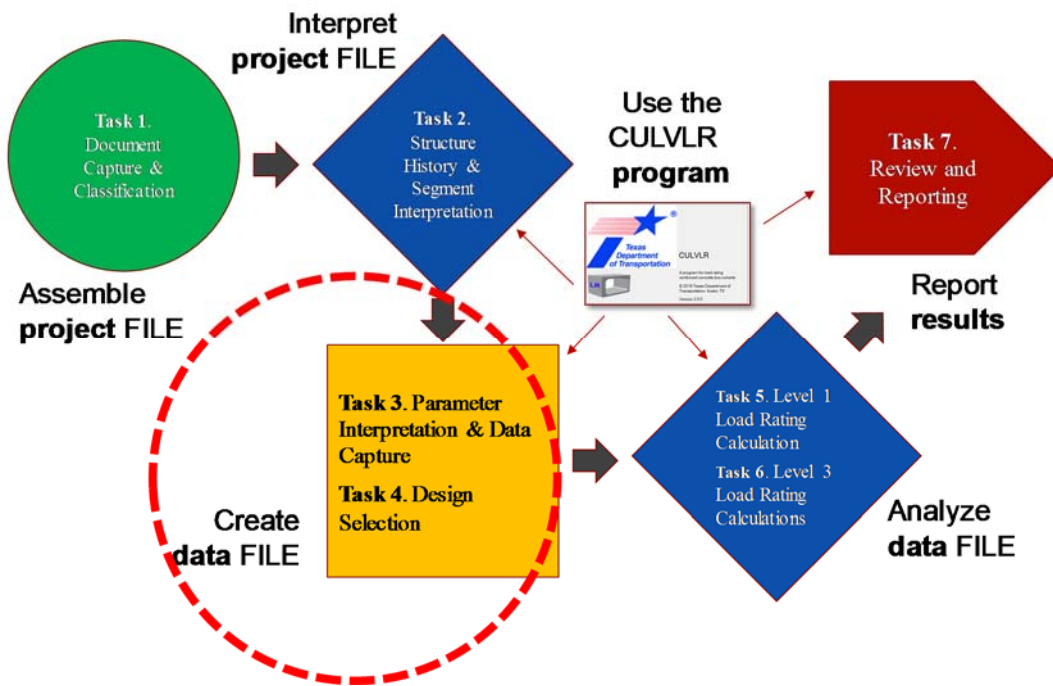 Interpret
project FILE
Task 1.
Document
Capture &
Classification
Assemble
project FILE
Task 2.
Structure
History &
Segment
Interpretation
Use the
CULVLR
program
®
Texas
Department
of Transportation
CULVLR
Task 7.
Review and
Reporting
Report
results
Task 3. Parameter
Interpretation & Data
Capture
Task 4. Design
Selection
Create
data FILE
Task 5. Level 1
Load Rating
Calculation
Task 6. Level 3
Load Rating
Calculations
Analyze
data FILE